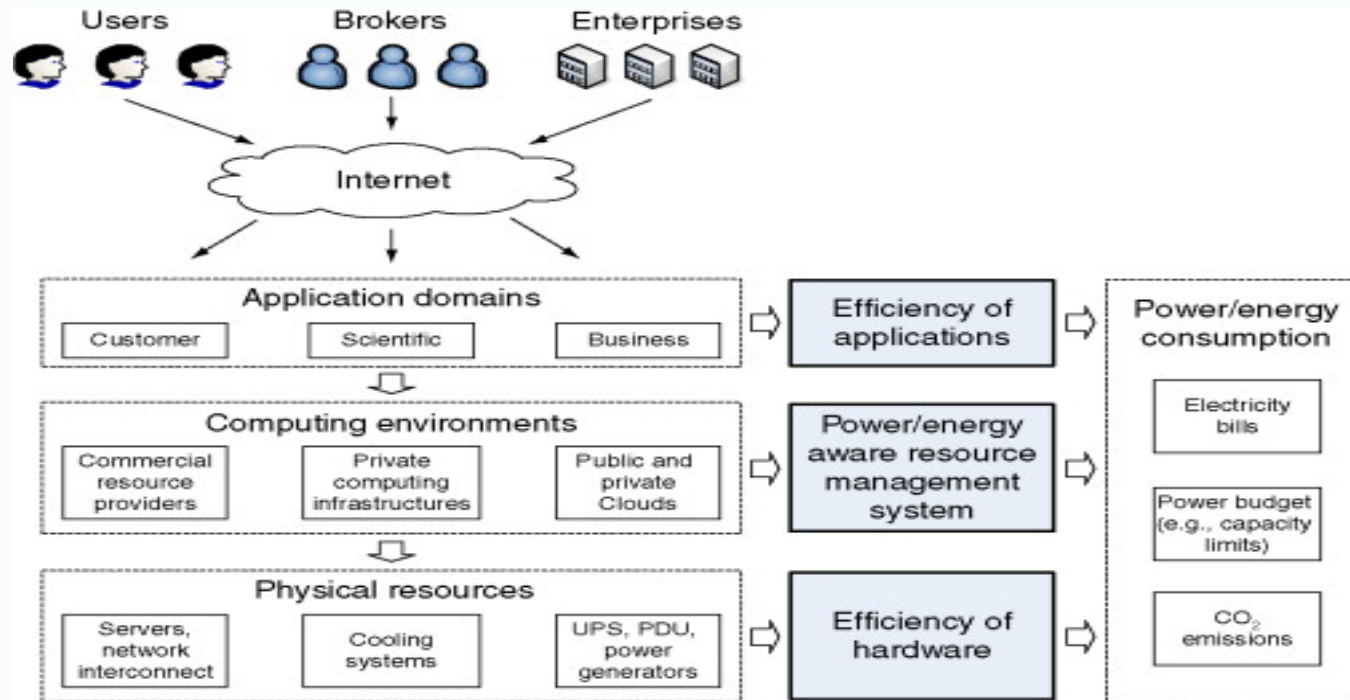 Users
Brokers
Enterprises
Internet
Application domains
Customer
Scientific
Business
Efficiency of
applications
Power/energy
consumption
Computing environments
Commercial
resource
providers
Private
computing
infrastructures
Public and
private
Clouds
Power/energy
aware resource
management
system
Electricity
bills
Power budget
(e.g., capacity
limits)
Physical resources
Servers,
network
interconnect
Cooling
systems
UPS, PDU,
power
generators
Efficiency of
hardware
CO₂
emissions